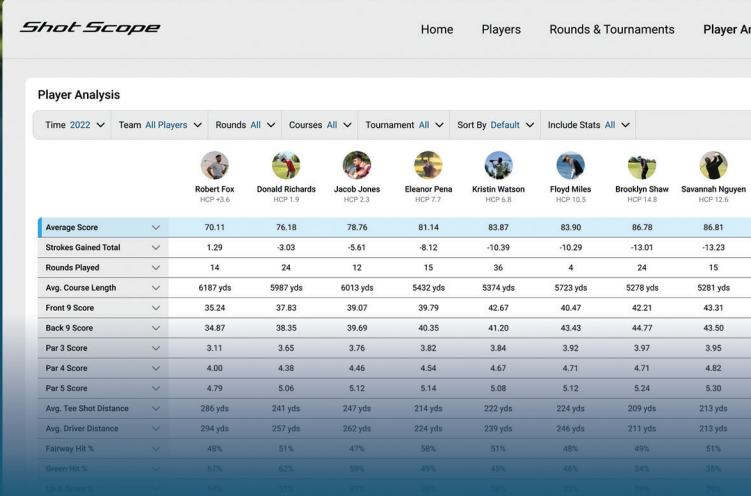 Shot Scope
Home Players Rounds & Tournaments Player An
Player Analysis
Time 2022 Team All Players Rounds All Courses All Tournament All Sort By Default Include Stats All
Robert Fox Donald Richards Jacob Jones Eleanor Pena Kristin Watson Floyd Miles Brooklyn Shaw Savannah Nguyen
HCP +3.6 HCP 1.9 HCP 2.3 HCP 7.7 HCP 6.8 HCP 10.5 HCP 14.8 HCP 12.6
Average Score 70.11 76.18 78.76 81.14 83.87 83.90 86.78 86.81
Strokes Gained Total 1.29 -3.03 -5.61 -8.12 -10.39 -10.29 -13.01 -13.23
Rounds Played 14 24 12 15 36 4 24 15
Avg. Course Length 6187 yds 5987 yds 6013 yds 5432 yds 5374 yds 5723 yds 5278 yds 5281 yds
Front 9 Score 35.24 37.83 39.07 39.79 42.67 40.47 42.21 43.31
Back 9 Score 34.87 38.35 39.69 40.35 41.20 43.43 44.77 43.50
Par 3 Score 3.11 3.65 3.76 3.82 3.84 3.92 3.97 3.95
Par 4 Score 4.00 4.38 4.46 4.54 4.67 4.71 4.71 4.82
Par 5 Score 4.79 5.06 5.12 5.14 5.08 5.12 5.24 5.30
Avg. Tee Shot Distance 286 yds 241 yds 247 yds 214 yds 222 yds 224 yds 209 yds 213 yds
Avg. Driver Distance 294 yds 257 yds 262 yds 224 yds 239 yds 246 yds 211 yds 213 yds
Fairway Hit % 48% 51% 47% 58% 51% 48% 49% 51%
Green Hit % 67% 62% 59% 49% 45% 46% 34% 35%